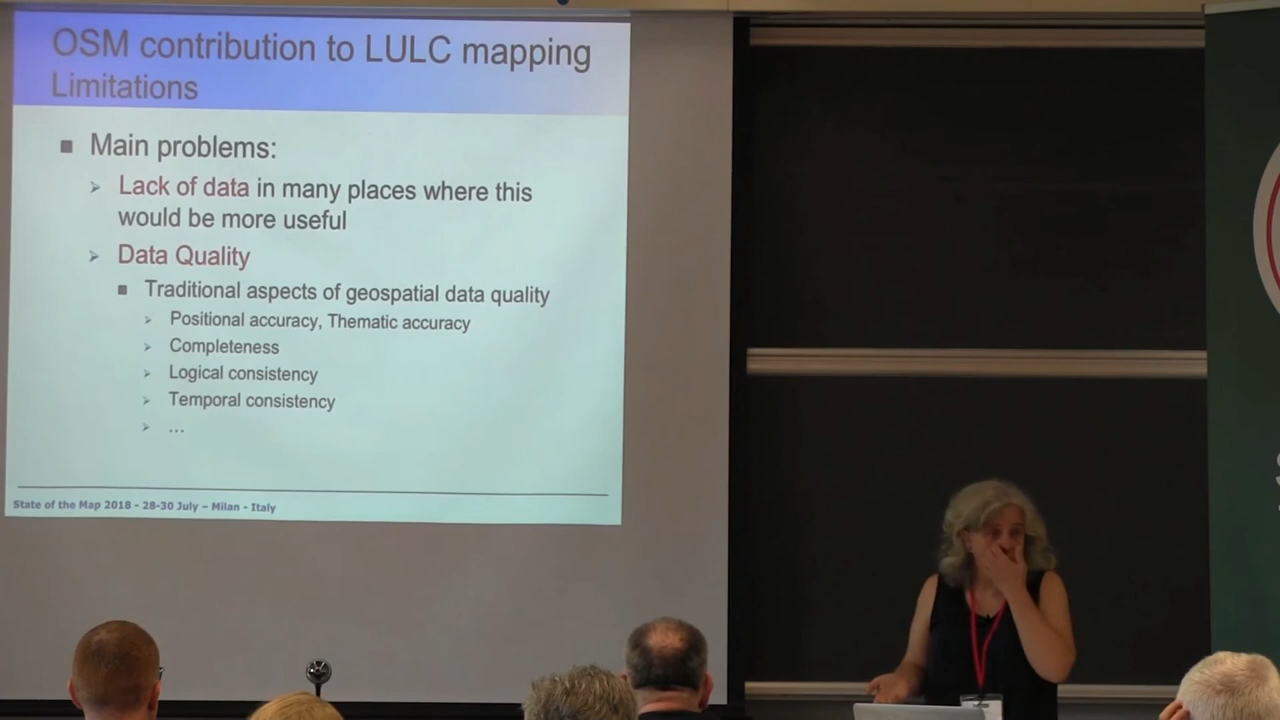 OSM contribution to LULC mapping
Limitations
Main problems:
Lack of data in many places where this
would be more useful
Data Quality
Traditional aspects of geospatial data quality
Positional accuracy, Thematic accuracy
Completeness
Logical consistency
Temporal consistency
...
State of the Map 2018 - 28-30 July – Milan - Italy